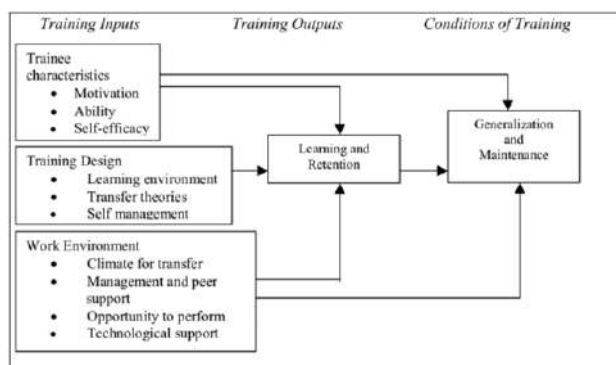 Training Inputs Training Outputs Conditions of Training
Trainee
characteristics
• Motivation
• Ability
• Self-efficacy
Training Design
• Learning environment
• Transfer theories
• Self management
Work Environment
• Climate for transfer
• Management and peer
support
• Opportunity to perform
• Technological support
Learning and
Retention
Generalization
and
Maintenance